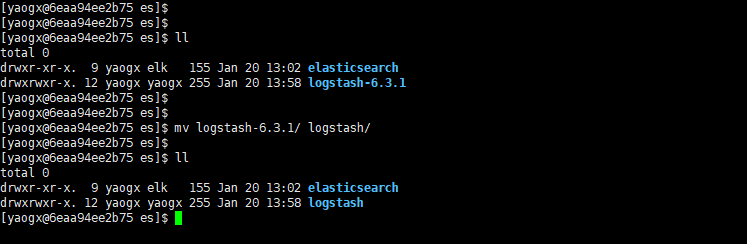 [yaogx@6eaa94ee2b75 es]$
[yaogx@6eaa94ee2b75 es]$
[yaogx@6eaa94ee2b75 es]$ ll
total 0
drwxr-xr-x.  9 yaogx elk   155 Jan 20 13:02 elasticsearch
drwxrwxr-x. 12 yaogx yaogx 255 Jan 20 13:58 logstash-6.3.1
[yaogx@6eaa94ee2b75 es]$
[yaogx@6eaa94ee2b75 es]$
[yaogx@6eaa94ee2b75 es]$ mv logstash-6.3.1/ logstash/
[yaogx@6eaa94ee2b75 es]$
[yaogx@6eaa94ee2b75 es]$ ll
total 0
drwxr-xr-x.  9 yaogx elk   155 Jan 20 13:02 elasticsearch
drwxrwxr-x. 12 yaogx yaogx 255 Jan 20 13:58 logstash
[yaogx@6eaa94ee2b75 es]$